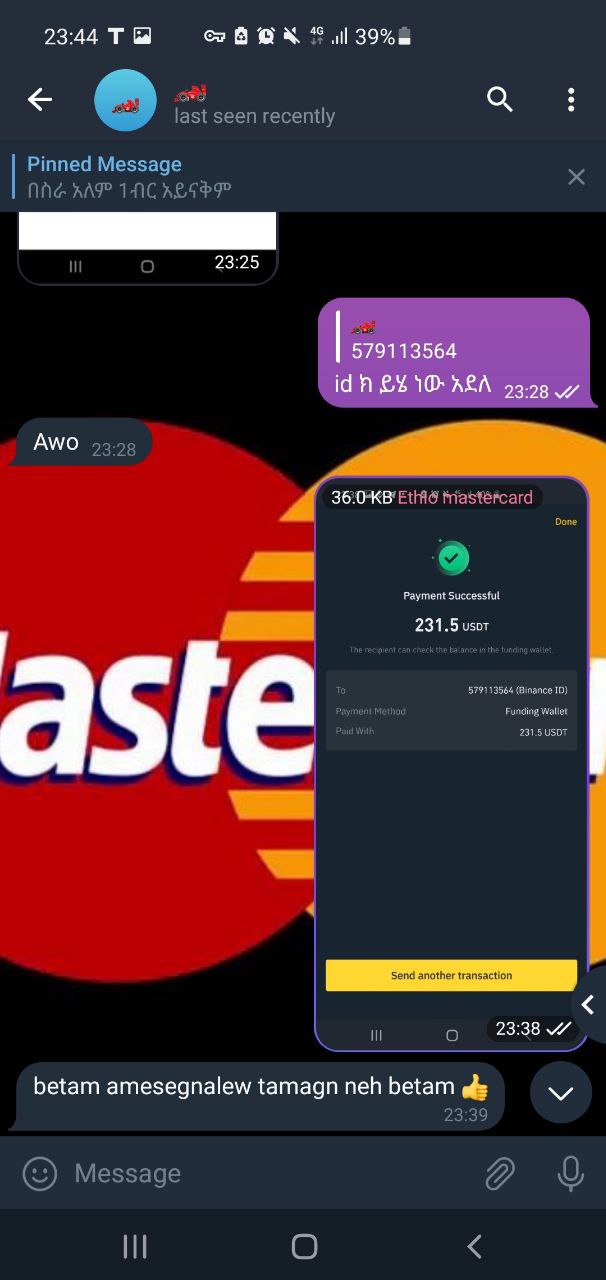 23:44
4G
39%
last seen recently
Pinned Message
በስራ አለም 1ብር አይናቅም
23:25
579113564
id ክ ይሄ ነው አደለ 23:28
Awo 23:28
36.0 KB Ethio mastercard
Done
Payment Successful
231.5 USDT
The recipient can check the balance in the funding wallet.
To 579113564 (Binance ID)
Payment Method Funding Wallet
Paid With 231.5 USDT
Send another transaction
23:38
aste
betam amesegnalew tamagn neh betam 👍
23:39
Message